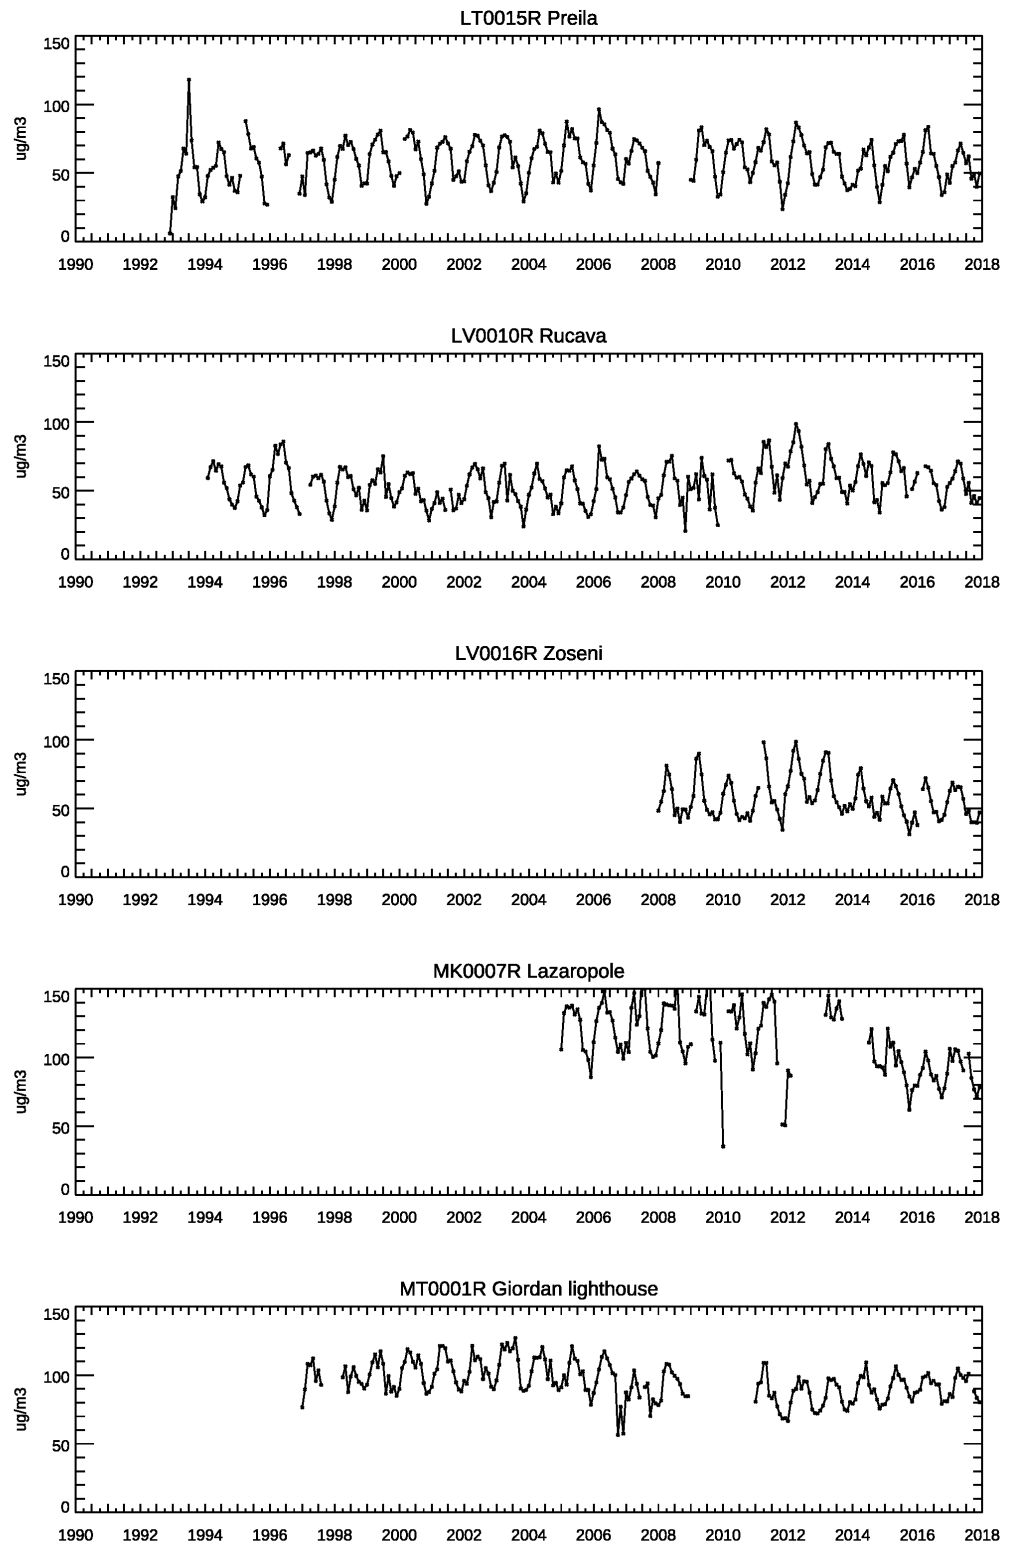 LT0015R Preila
150
100
ug/m3
50
0
1990 1992 1994 1996 1998 2000 2002 2004 2006 2008 2010 2012 2014 2016 2018
LV0010R Rucava
150
100
ug/m3
50
0
1990 1992 1994 1996 1998 2000 2002 2004 2006 2008 2010 2012 2014 2016 2018
LV0016R Zoseni
150
100
ug/m3
50
0
1990 1992 1994 1996 1998 2000 2002 2004 2006 2008 2010 2012 2014 2016 2018
MK0007R Lazaropole
150
100
ug/m3
50
0
1990 1992 1994 1996 1998 2000 2002 2004 2006 2008 2010 2012 2014 2016 2018
MT0001R Giordan lighthouse
150
100
ug/m3
50
0
1990 1992 1994 1996 1998 2000 2002 2004 2006 2008 2010 2012 2014 2016 2018